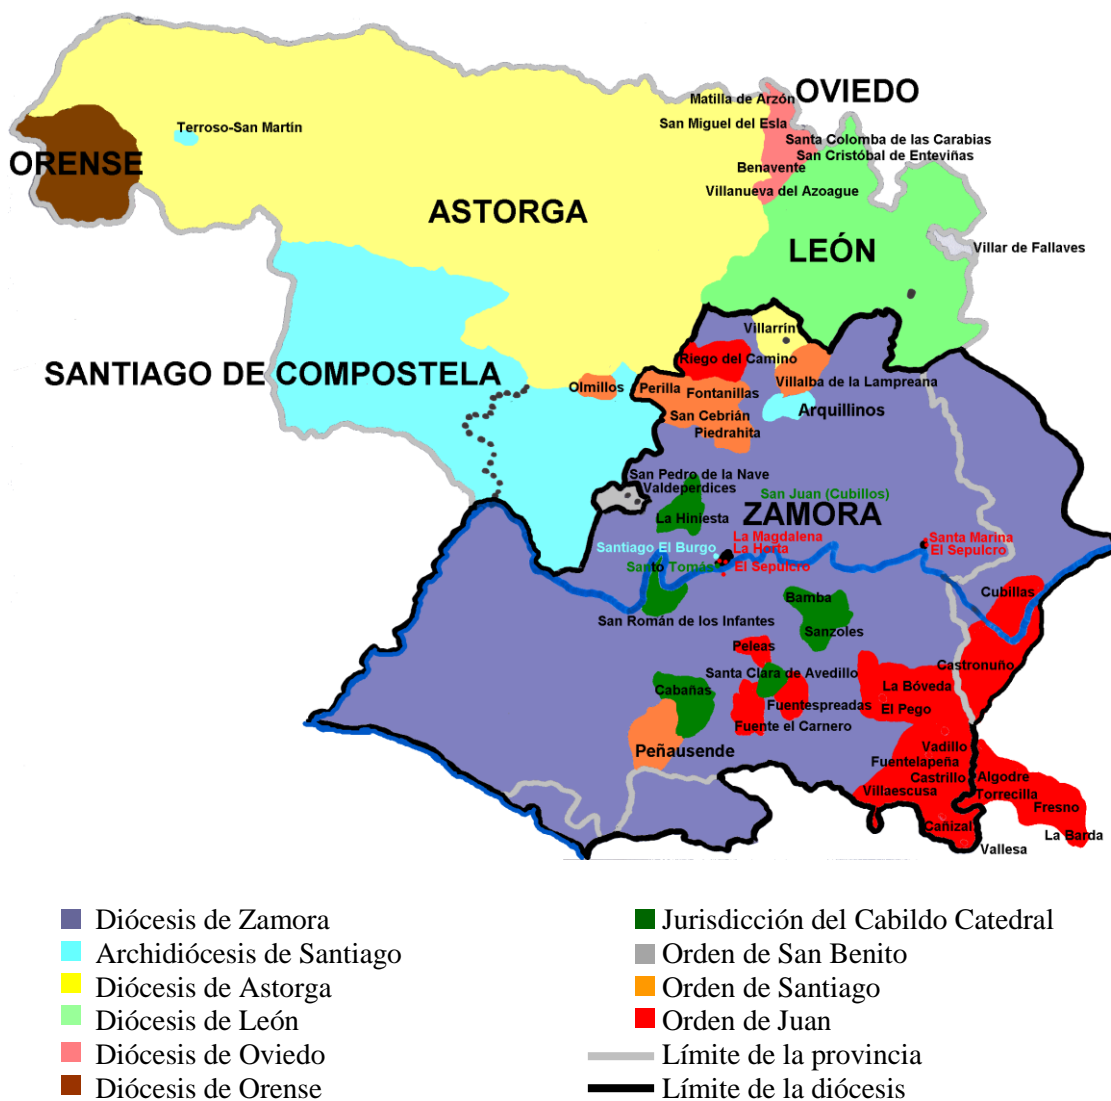 OVIEDO
Matilla de Arzón
San Miguel del Esla
Terroso-San Martín
Santa Colomba de las Carabias
San Cristóbal de Enteviñas
ORENSE
Benavente
Villanueva del Azoague
ASTORGA
LEÓN
Villar de Fallaves
Villarrín
Riego del Camino
SANTIAGO DE COMPOSTELA
Olmillos
Perilla
Fontanillas
Villalba de la Lampreana
San Cebrián
Arquillinos
Piedrahita
San Pedro de la Nave
Valdeperdices
San Juan (Cubillos)
La Hiniesta
ZAMORA
La Magdalena
Santa Marina
Santiago El Burgo
La Horta
El Sepulcro
Santo Tomás
El Sepulcro
Cubillas
Bamba
San Román de los Infantes
Sanzoles
Peleas
Castronuño
Santa Clara de Avedillo
La Bóveda
Cabañas
Fuentespreadas
El Pego
Fuente el Carnero
Peñausende
Vadillo
Fuentelapeña
Castrillo
Algodre
Villaescusa
Torrecilla
Fresno
Cañizal
La Barda
Vallesa
Diócesis de Zamora
Archidiócesis de Santiago
Diócesis de Astorga
Diócesis de León
Diócesis de Oviedo
Diócesis de Orense
Jurisdicción del Cabildo Catedral
Orden de San Benito
Orden de Santiago
Orden de Juan
Límite de la provincia
Límite de la diócesis